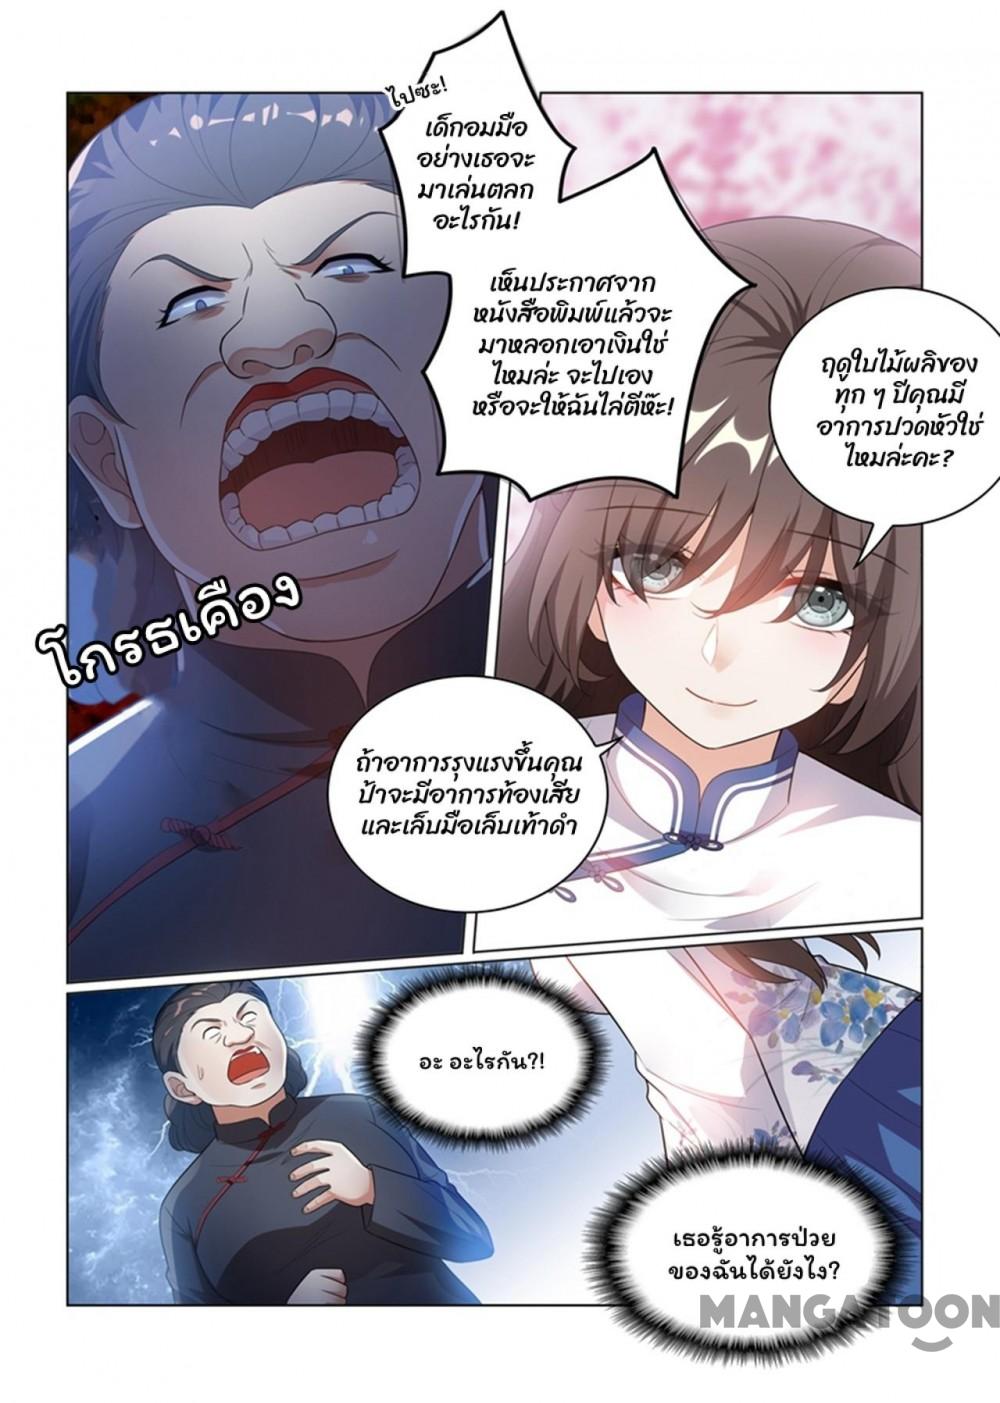 ไปซะ!
เด็กอมมือ
อย่างเธอจะ
มาเล่นตลก
อะไรกัน!
เห็นประกาศจาก
หนังสือพิมพ์แล้วจะ
มาหลอกเอาเงินใช่
ไหมล่ะ จะไปเอง
หรือจะให้ฉันไล่ตีห๊ะ!
ฤดูใบไม้ผลิของ
ทุก ๆ ปีคุณมี
อาการปวดหัวใช่
ไหมล่ะคะ?
โกรธเคือง
ถ้าอาการรุงแรงขึ้นคุณ
ป้าจะมีอาการท้องเสีย
และเล็บมือเล็บเท้าดำ
อะ อะไรกัน?!
เธอรู้อาการป่วย
ของฉันได้ยังไง?
MANGATOON